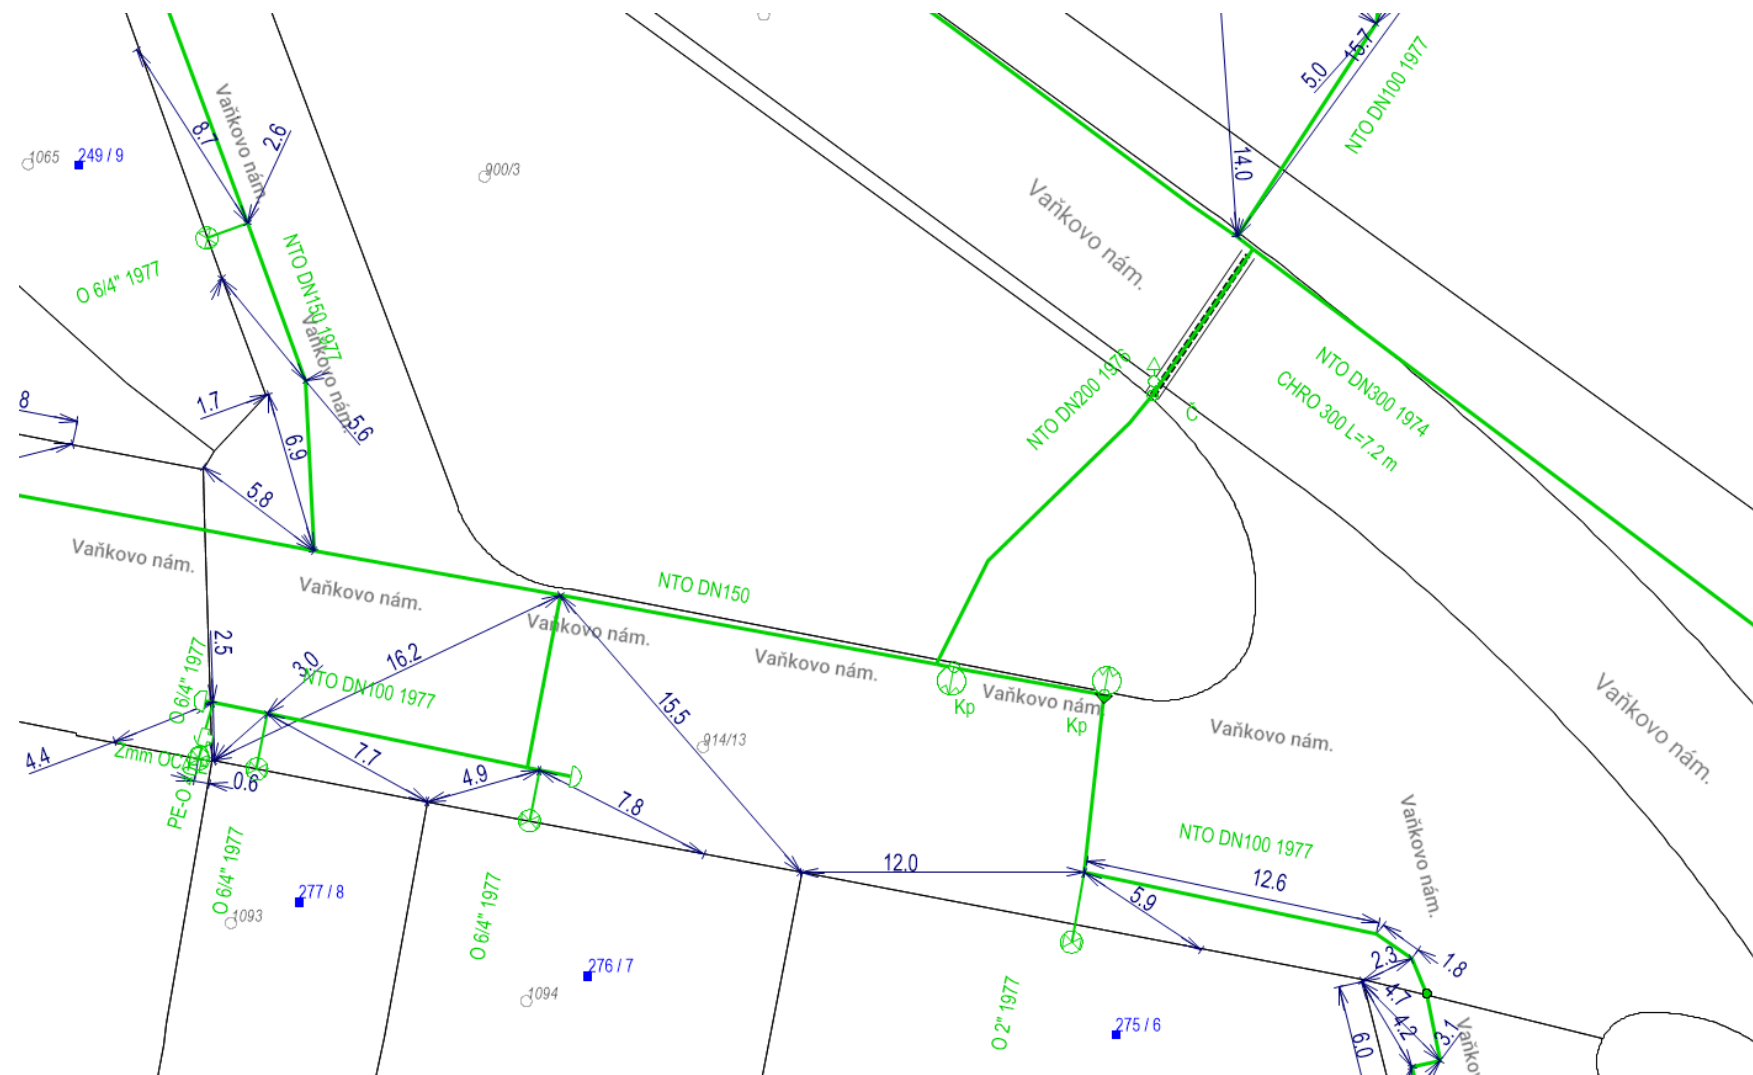 15.7
5.0
NTO DN100 1977
Vaňkovo nám.
8.7
2.6
1065
249 / 9
900/3
14.0
Vaňkovo nám.
NTO DN150 1977
O 6/4" 1977
Vaňkovo nám.
NTO DN200 1976
NTO DN300 1974
CHRO 300 L=7.2 m
Č
8
1.7
5.6
6.9
5.8
Vaňkovo nám.
Vaňkovo nám.
NTO DN150
Vaňkovo nám.
Vaňkovo nám.
Vaňkovo nám.
Vaňkovo nám.
Vaňkovo nám.
2.5
O 6/4" 1977
3.0
16.2
NTO DN100 1977
15.5
Kp
Kp
914/13
4.4
Zmm
7.7
4.9
7.8
0.6
PE-O
NTO DN100 1977
Vaňkovo nám.
12.0
12.6
5.9
O 6/4" 1977
277 / 8
1093
O 6/4" 1977
276 / 7
1094
O 2" 1977
275 / 6
2.3
1.8
4.7
4.2
3.1
6.0
Vaňkov